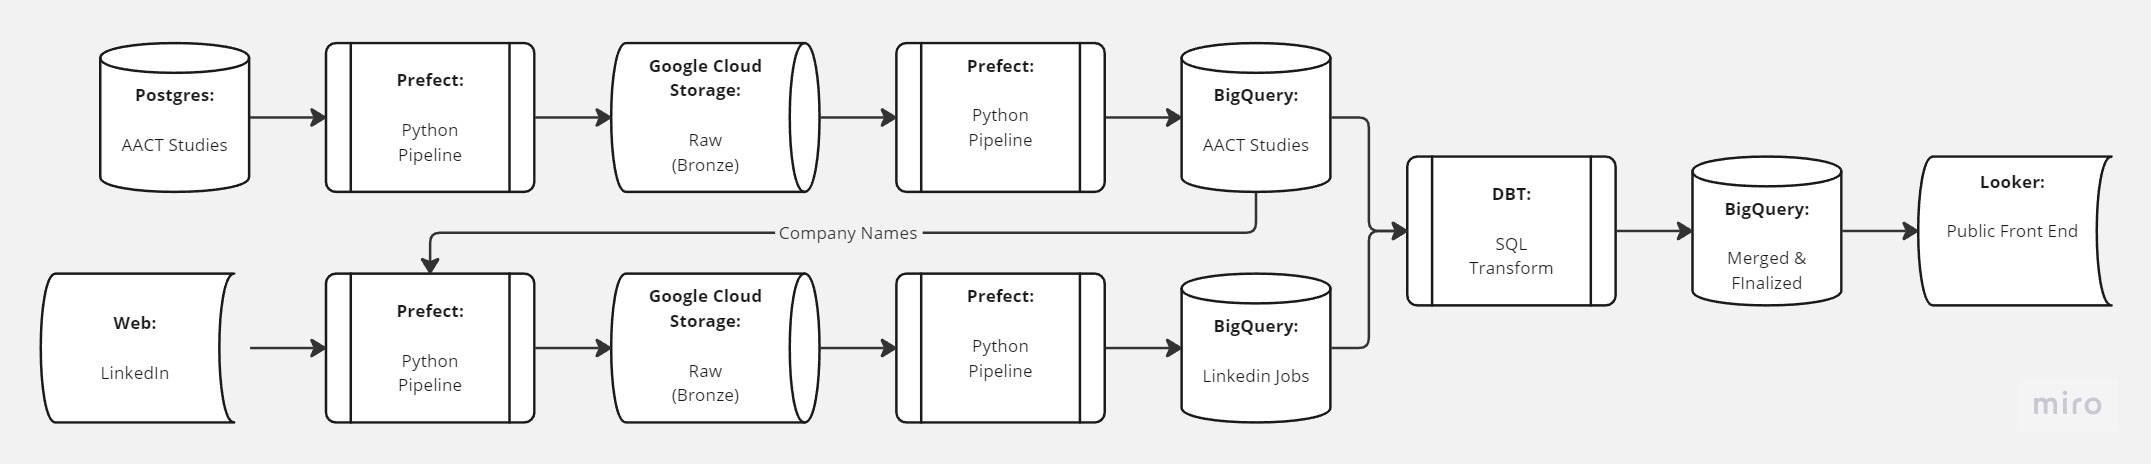 Postgres:
AACT Studies
Prefect:
Python
Pipeline
Google Cloud
Storage:
Raw
(Bronze)
Prefect:
Python
Pipeline
BigQuery:
AACT Studies
Company Names
Web:
LinkedIn
Prefect:
Python
Pipeline
Google Cloud
Storage:
Raw
(Bronze)
Prefect:
Python
Pipeline
BigQuery:
Linkedin Jobs
DBT:
SQL
Transform
BigQuery:
Merged &
FInalized
Looker:
Public Front End
miro